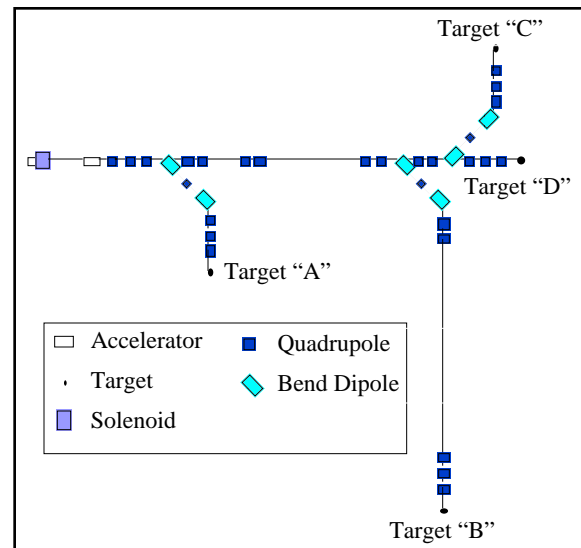 Target “C”
Target “D”
Target “A”
Accelerator
Quadrupole
Target
Bend Dipole
Solenoid
Target “B”